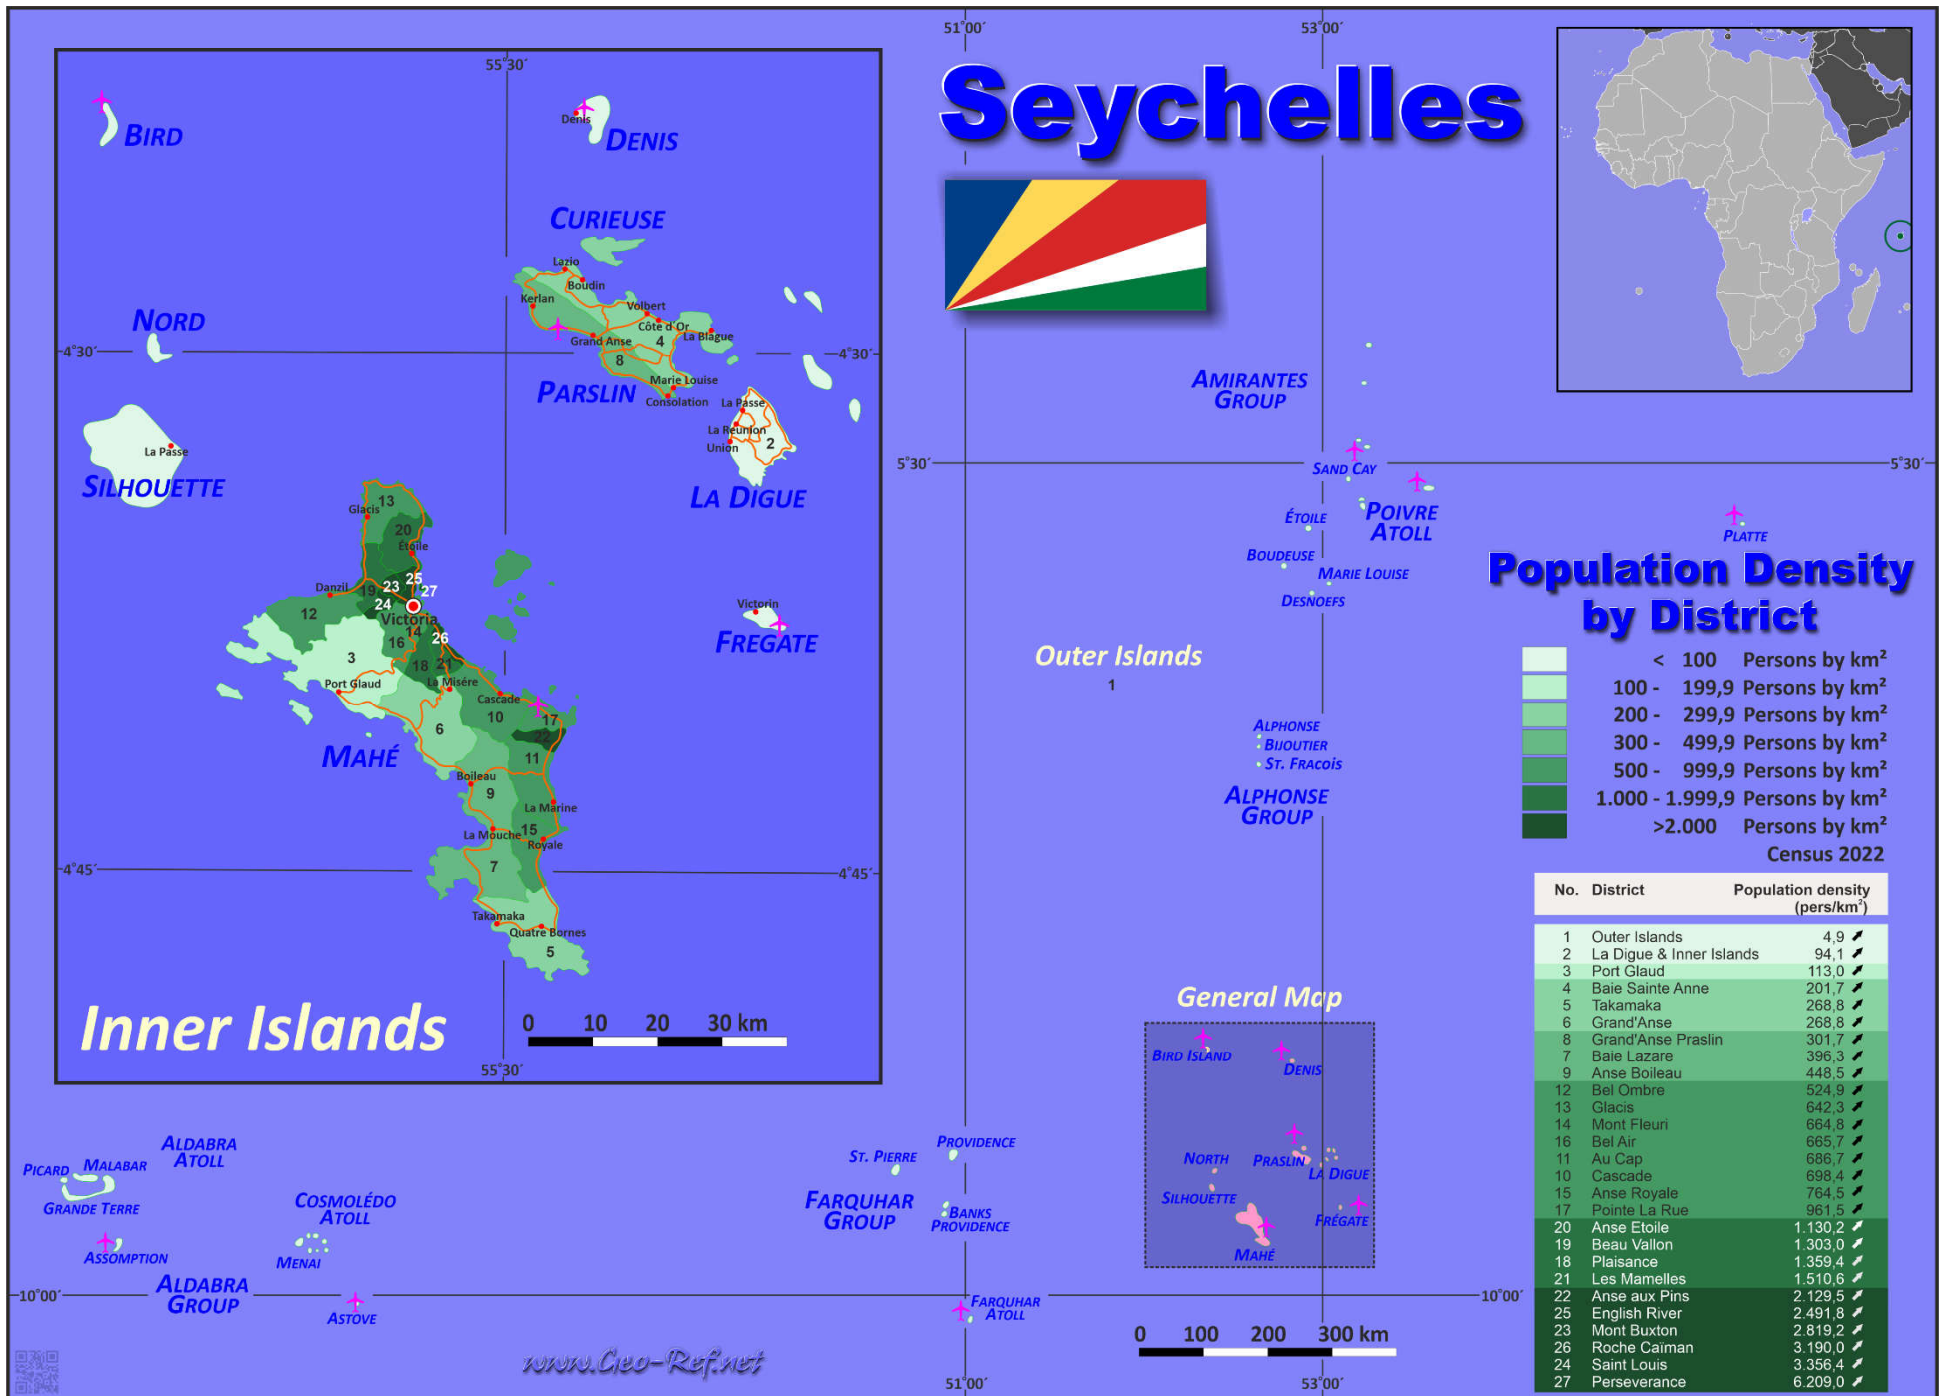 Seychelles
51°00´
53°00´
55°30´
BIRD
Denis
DENIS
CURIEUSE
Lazio
Boudin
Kerlan
Volbert
Côte d'Or
La Blague
Grand Anse
4
8
Marie Louise
Consolation
PARSLIN
NORD
4°30´
4°30´
La Passe
SILHOUETTE
La Passe
La Reunion
Union
2
LA DIGUE
13
Glacis
20
Étoile
25
23
27
Danzil
19
24
12
Victoria
14
26
16
3
18
21
Port Glaud
La Misére
Cascade
10
17
6
22
11
MAHÉ
Boileau
9
La Marine
La Mouche
15
Royale
7
4°45´
4°45´
Takamaka
Quatre Bornes
5
Victorin
FREGATE
Inner Islands
0 10 20 30 km
55°30´
AMIRANTES
GROUP
5°30´
5°30´
SAND CAY
POIVRE
ATOLL
ÉTOILE
BOUDEUSE
MARIE LOUISE
DESNOEFS
PLATTE
Outer Islands
1
ALPHONSE
BIJOUTIER
ST. FRACOIS
ALPHONSE
GROUP
General Map
BIRD ISLAND
DENIS
NORTH
PRASLIN
LA DIGUE
SILHOUETTE
FRÉGATE
MAHÉ
ALDABRA
ATOLL
PICARD
MALABAR
GRANDE TERRE
COSMOLÉDO
ATOLL
ASSOMPTION
MENAI
ALDABRA
GROUP
ASTOVE
10°00´
10°00´
PROVIDENCE
ST. PIERRE
FARQUHAR
GROUP
BANKS
PROVIDENCE
FARQUHAR
ATOLL
0 100 200 300 km
51°00´
53°00´
www.Geo-Ref.net
Population Density
by District
< 100 Persons by km²
100 - 199,9 Persons by km²
200 - 299,9 Persons by km²
300 - 499,9 Persons by km²
500 - 999,9 Persons by km²
1.000 - 1.999,9 Persons by km²
>2.000 Persons by km²
Census 2022
No. District Population density
(pers/km²)
1 Outer Islands 4,9
2 La Digue & Inner Islands 94,1
3 Port Glaud 113,0
4 Baie Sainte Anne 201,7
5 Takamaka 268,8
6 Grand'Anse 268,8
8 Grand'Anse Praslin 301,7
7 Baie Lazare 396,3
9 Anse Boileau 448,5
12 Bel Ombre 524,9
13 Glacis 642,3
14 Mont Fleuri 664,8
16 Bel Air 665,7
11 Au Cap 686,7
10 Cascade 698,4
15 Anse Royale 764,5
17 Pointe La Rue 961,5
20 Anse Etoile 1.130,2
19 Beau Vallon 1.303,0
18 Plaisance 1.359,4
21 Les Mamelles 1.510,6
22 Anse aux Pins 2.129,5
25 English River 2.491,8
23 Mont Buxton 2.819,2
26 Roche Caïman 3.190,0
24 Saint Louis 3.356,4
27 Perseverance 6.209,0